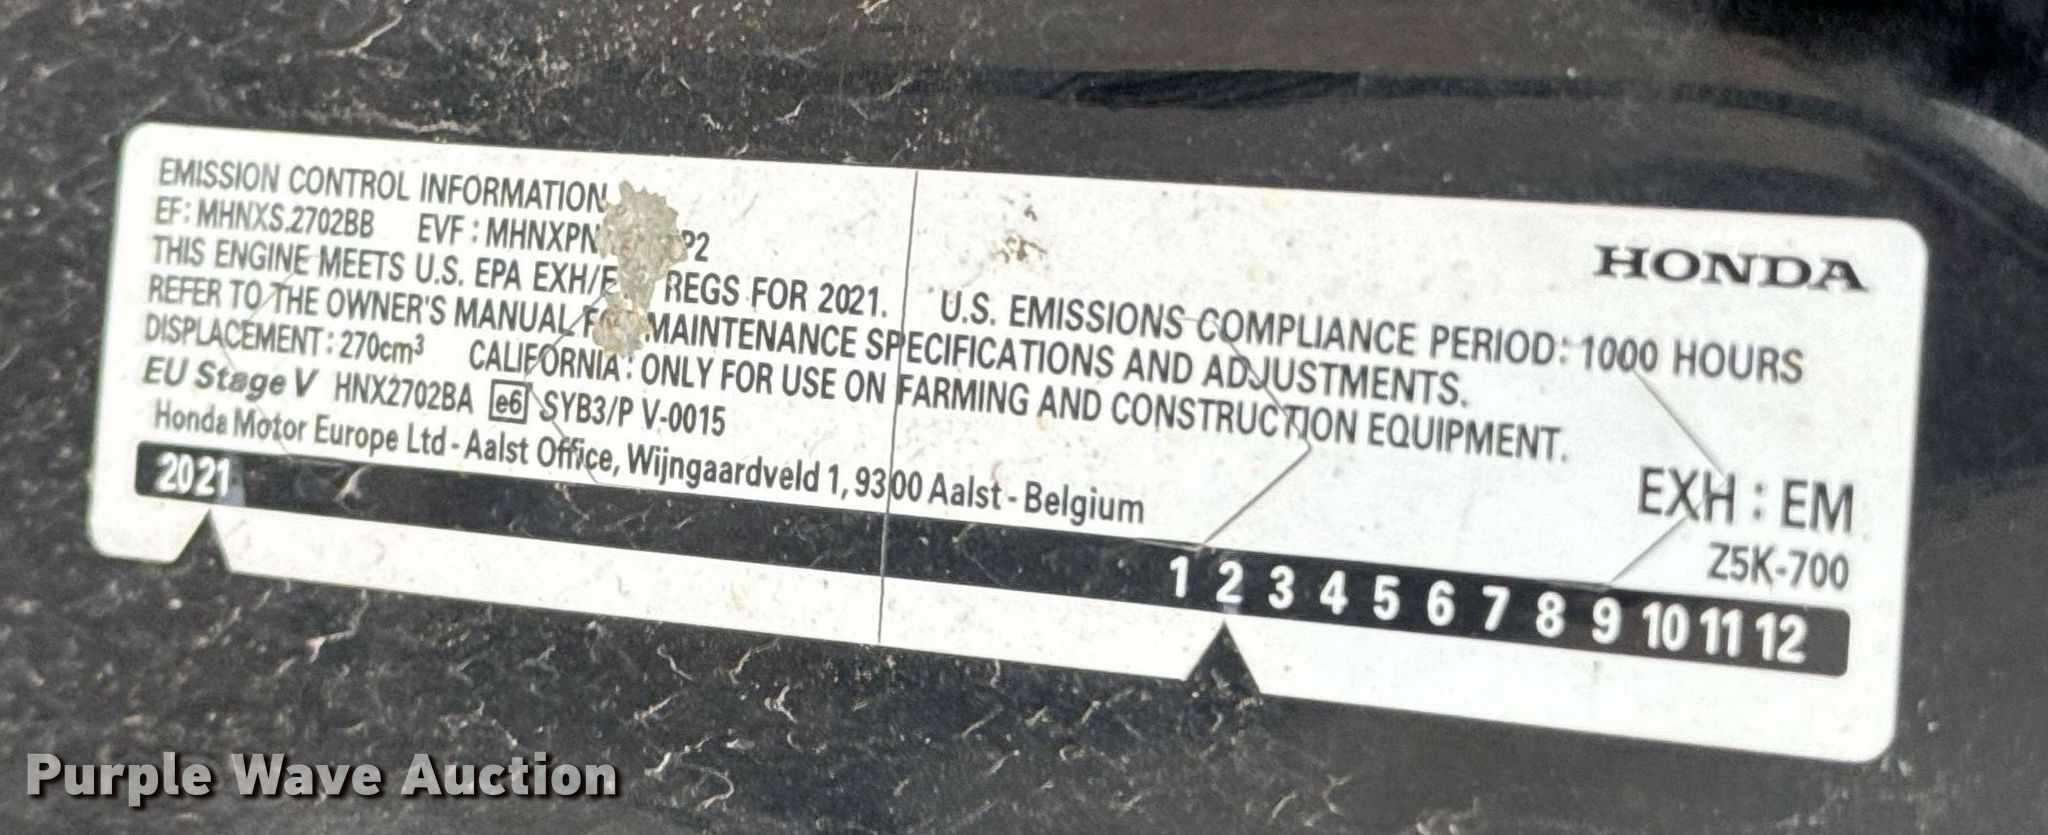 EMISSION CONTROL INFORMATION
HONDA
EF: MHNXS.2702BB EVF : MHNXPN P2
THIS ENGINE MEETS U.S. EPA EXH/E REGS FOR 2021. U.S. EMISSIONS COMPLIANCE PERIOD: 1000 HOURS
REFER TO THE OWNER'S MANUAL MAINTENANCE SPECIFICATIONS AND ADJUSTMENTS.
DISPLACEMENT : 270cm³ CALIFORNIA : ONLY FOR USE ON FARMING AND CONSTRUCTION EQUIPMENT.
EU Stage V HNX2702BA e6 SYB3/P V-0015
EXH : EM
Honda Motor Europe Ltd - Aalst Office, Wijngaardveld 1, 9300 Aalst - Belgium
Z5K-700
2021 1 2 3 4 5 6 7 8 9 10 11 12
Purple Wave Auction